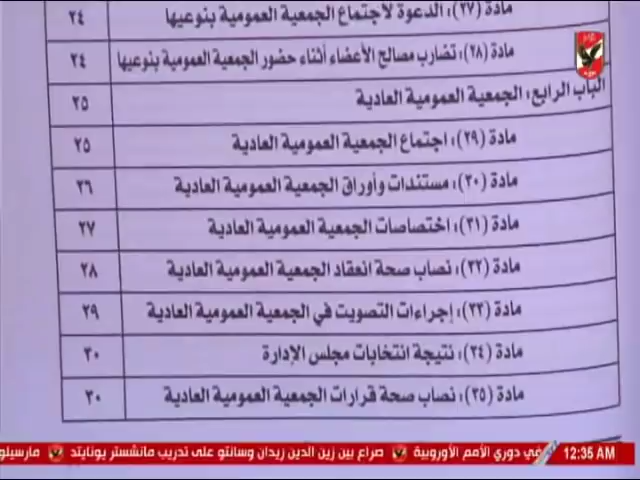 مادة (٢٧): الدعوة لاجتماع الجمعية العمومية بنوعيها ٢٤
مادة (٢٨): تضارب مصالح الأعضاء أثناء حضور الجمعية العمومية بنوعيها ٢٤
الباب الرابع: الجمعية العمومية العادية ٢٥
مادة (٢٩): اجتماع الجمعية العمومية العادية ٢٥
مادة (٣٠): مستندات وأوراق الجمعية العمومية العادية ٢٦
مادة (٣١): اختصاصات الجمعية العمومية العادية ٢٧
مادة (٣٢): نصاب صحة انعقاد الجمعية العمومية العادية ٢٨
مادة (٣٣): إجراءات التصويت في الجمعية العمومية العادية ٢٩
مادة (٣٤): نتيجة انتخابات مجلس الإدارة ٣٠
مادة (٣٥): نصاب صحة قرارات الجمعية العمومية العادية ٣٠
12:35 AM في دوري الأمم الأوروبية صراع بين زين الدين زيدان وسانتو على تدريب مانشستر يونايتد مارسيلو